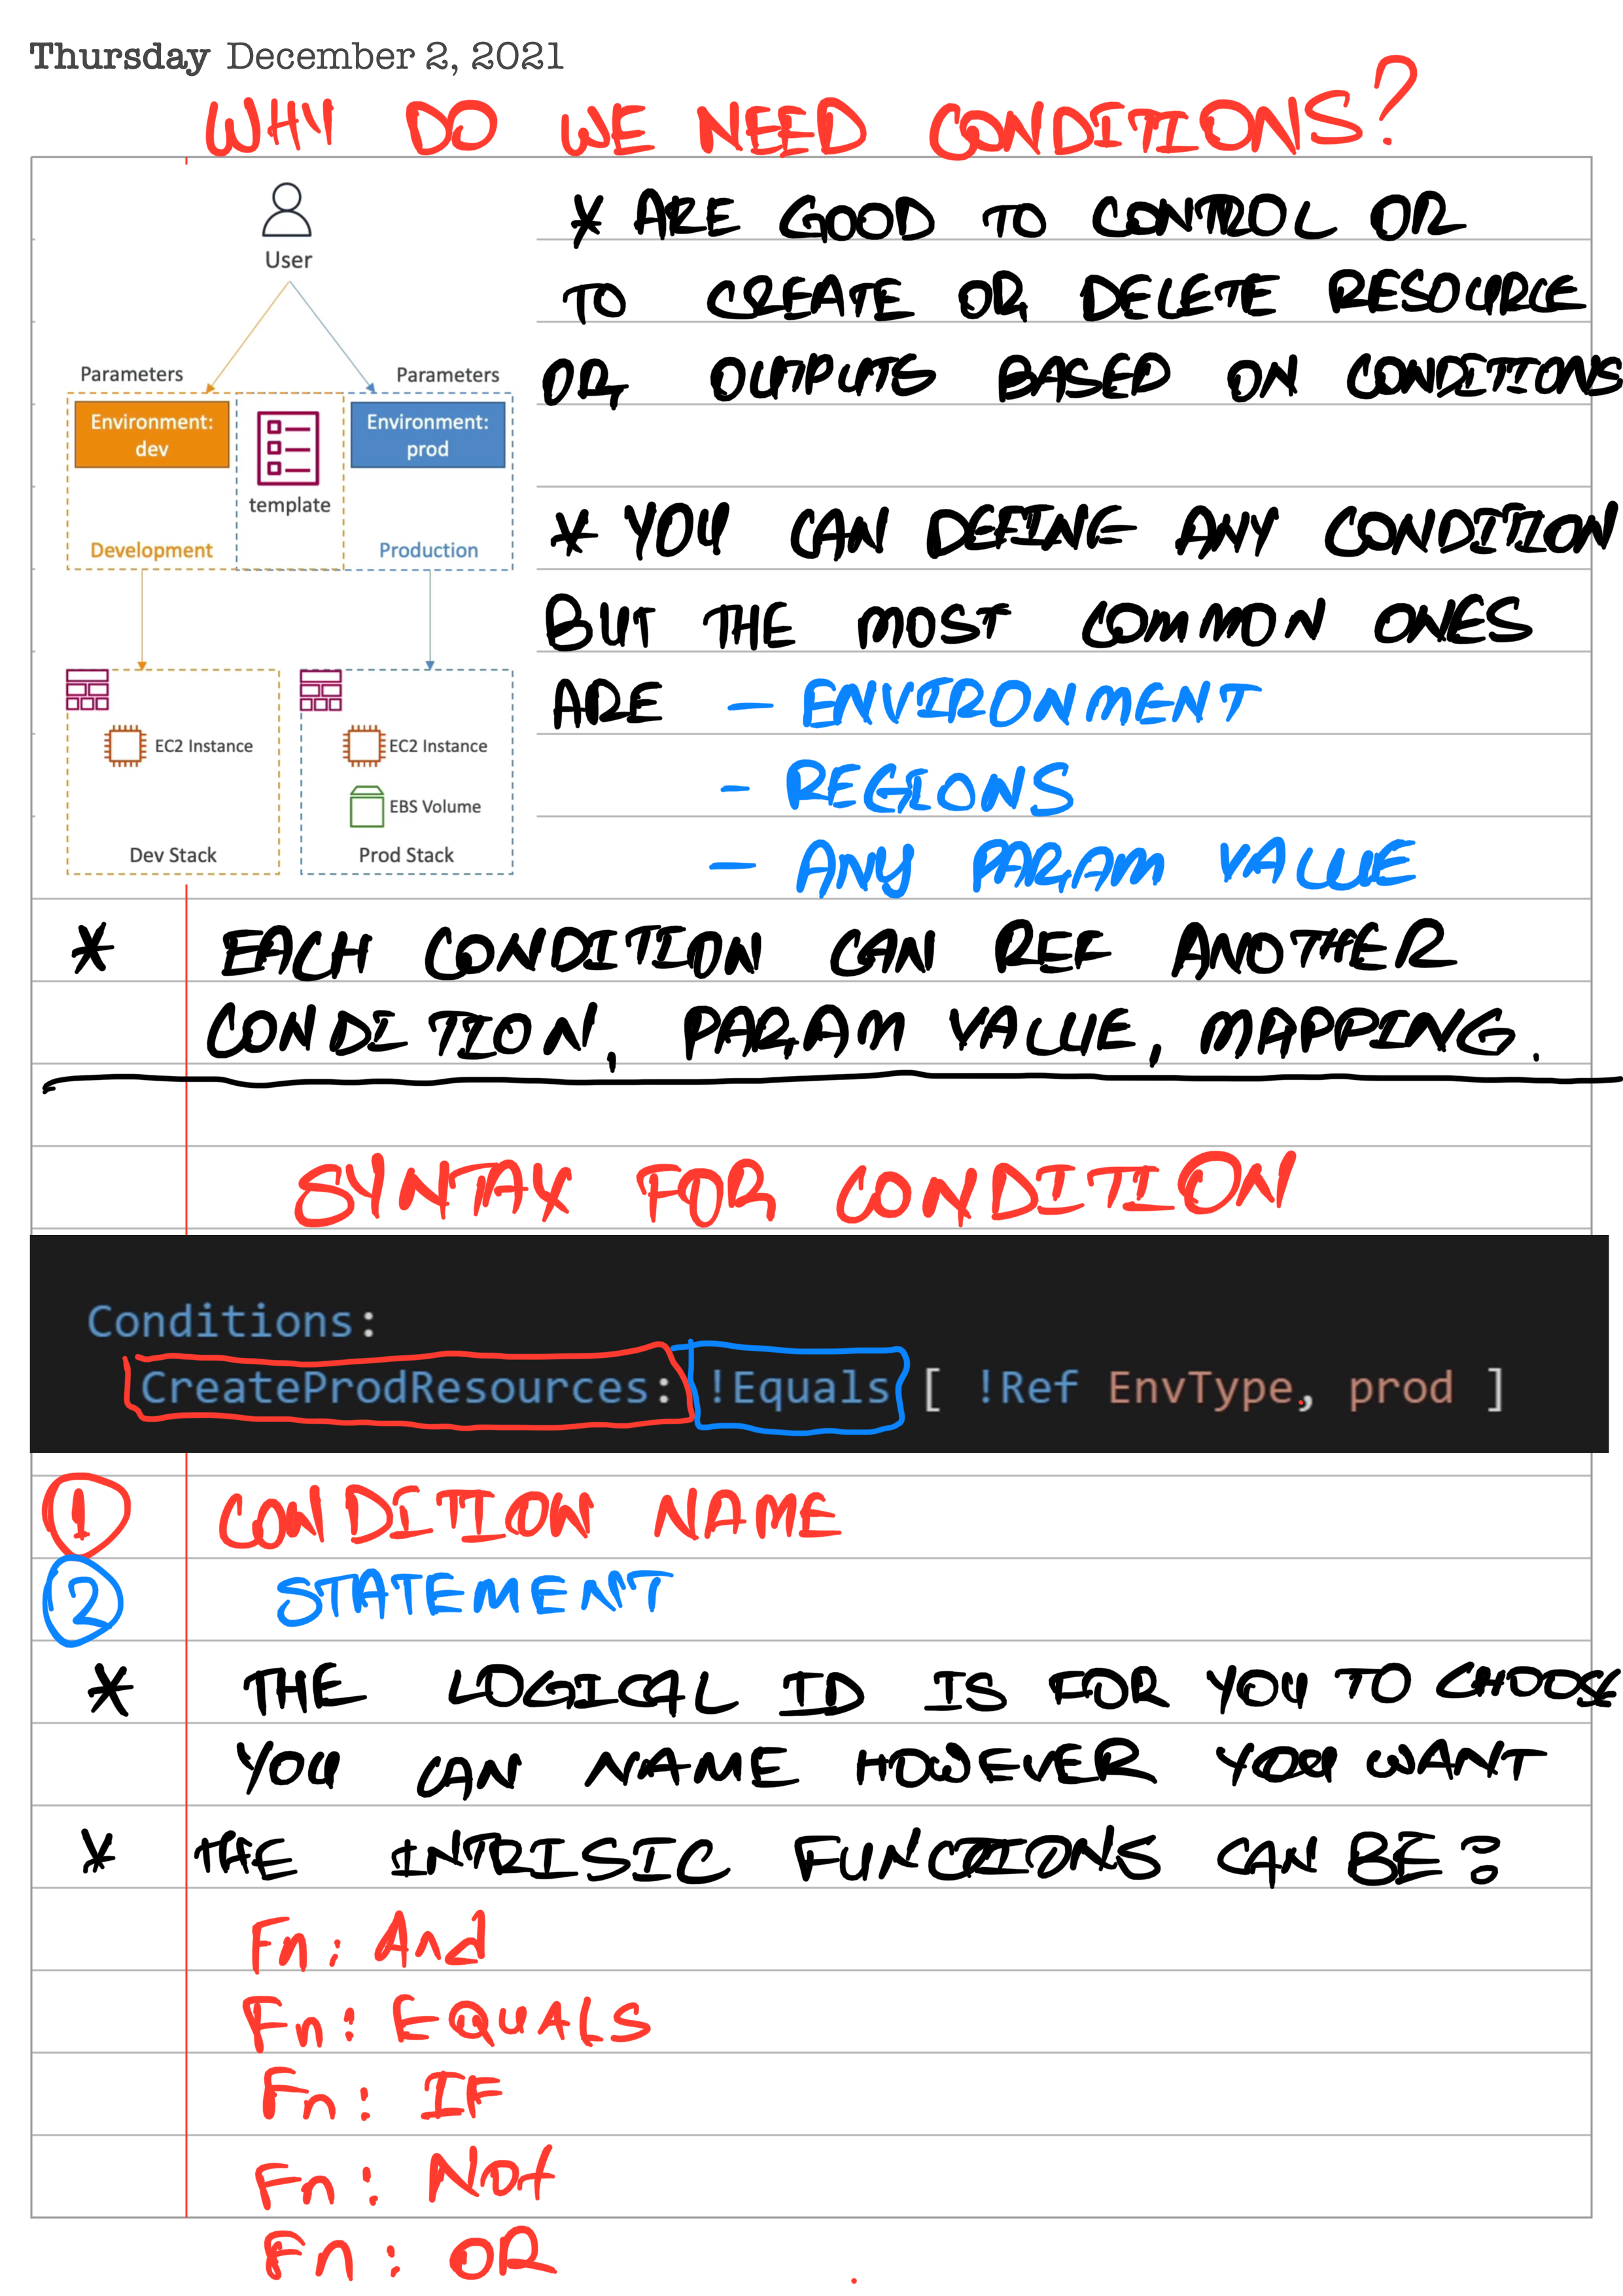 Thursday December 2, 2021
WHY DO WE NEED CONDITIONS?
User
Parameters
Parameters
Environment:
dev
Environment:
prod
template
Development
Production
EC2 Instance
EC2 Instance
EBS Volume
Dev Stack
Prod Stack
* ARE GOOD TO CONTROL OR
TO CREATE OR DELETE RESOURCE
OR OUTPUTS BASED ON CONDITIONS
* YOU CAN DEFINE ANY CONDITION
BUT THE MOST COMMON ONES
ARE - ENVIRONMENT
- REGIONS
- ANY PARAM VALUE
* EACH CONDITION CAN REF ANOTHER
CONDITION, PARAM VALUE, MAPPING.
SYNTAX FOR CONDITION
Conditions:
CreateProdResources: !Equals [ !Ref EnvType, prod ]
1 CONDITION NAME
2 STATEMENT
* THE LOGICAL ID IS FOR YOU TO CHOOSE
YOU CAN NAME HOWEVER YOU WANT
* THE INTRISIC FUNCTIONS CAN BE:
Fn: And
Fn: EQUALS
Fn: IF
Fn: Not
Fn: OR